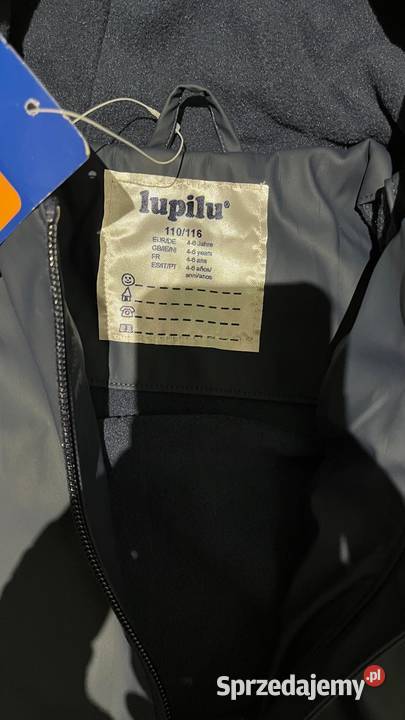 lupilu®
110/116
EUR/DE 4-6 Jahre
GB/IE/NI 4-6 years
FR 4-6 ans
ES/IT/PT 4-6 años/
anni/anos
Sprzedajemy.pl